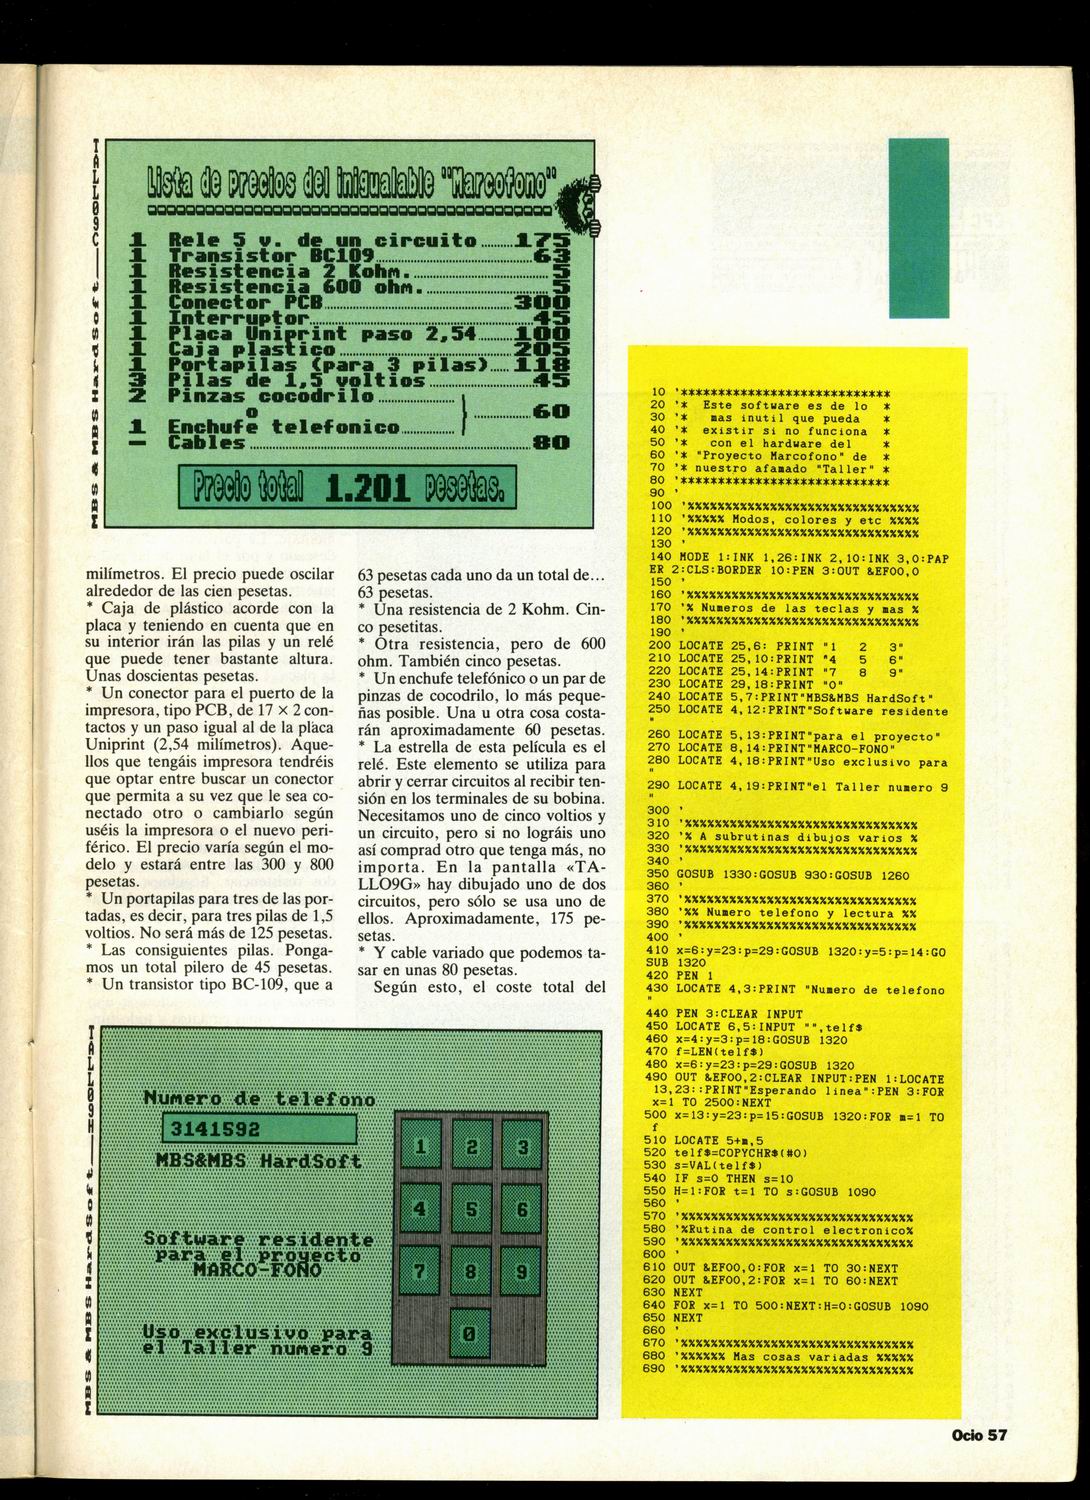 TALL09C—MBS & MBS HardSoft
Lista de precios del inigualable "Marcofono"
1 Rele 5 v. de un circuito ........ 175
1 Transistor BC109 ........ 63
1 Resistencia 2 Kohm. ........ 5
1 Resistencia 600 ohm. ........ 5
1 Conector PCB ........ 300
1 Interruptor ........ 45
1 Placa Uniprint paso 2,54 ........ 100
1 Caja plastico ........ 205
1 Portapilas (para 3 pilas) ..... 118
3 Pilas de 1,5 voltios ........ 45
2 Pinzas cocodrilo ........
o ........ 60
1 Enchufe telefonico ........
— Cables ........ 80
Precio total 1.201 pesetas.
milímetros. El precio puede oscilar
alrededor de las cien pesetas.
* Caja de plástico acorde con la
placa y teniendo en cuenta que en
su interior irán las pilas y un relé
que puede tener bastante altura.
Unas doscientas pesetas.
* Un conector para el puerto de la
impresora, tipo PCB, de 17 × 2 con-
tactos y un paso igual al de la placa
Uniprint (2,54 milímetros). Aque-
llos que tengáis impresora tendréis
que optar entre buscar un conector
que permita a su vez que le sea co-
nectado otro o cambiarlo según
uséis la impresora o el nuevo peri-
férico. El precio varía según el mo-
delo y estará entre las 300 y 800
pesetas.
* Un portapilas para tres de las por-
tadas, es decir, para tres pilas de 1,5
voltios. No será más de 125 pesetas.
* Las consiguientes pilas. Ponga-
mos un total pilero de 45 pesetas.
* Un transistor tipo BC-109, que a
63 pesetas cada uno da un total de...
63 pesetas.
* Una resistencia de 2 Kohm. Cin-
co pesetitas.
* Otra resistencia, pero de 600
ohm. También cinco pesetas.
* Un enchufe telefónico o un par de
pinzas de cocodrilo, lo más peque-
ñas posible. Una u otra cosa costa-
rán aproximadamente 60 pesetas.
* La estrella de esta película es el
relé. Este elemento se utiliza para
abrir y cerrar circuitos al recibir ten-
sión en los terminales de su bobina.
Necesitamos uno de cinco voltios y
un circuito, pero si no lográis uno
así comprad otro que tenga más, no
importa. En la pantalla «TA-
LLO9G» hay dibujado uno de dos
circuitos, pero sólo se usa uno de
ellos. Aproximadamente, 175 pe-
setas.
* Y cable variado que podemos ta-
sar en unas 80 pesetas.
Según esto, el coste total del
TALL09H—MBS & MBS HardSoft
Numero de telefono
3141592
MBS&MBS HardSoft
Software residente
para el proyecto
MARCO-FONO
Uso exclusivo para
el Taller numero 9
1 2 3
4 5 6
7 8 9
0
10 '****************************
20 '*  Este software es de lo  *
30 '*   mas inutil que pueda   *
40 '*  existir si no funciona  *
50 '*   con el hardware del    *
60 '* "Proyecto Marcofono" de  *
70 '* nuestro afamado "Taller" *
80 '****************************
90 '
100 '%%%%%%%%%%%%%%%%%%%%%%%%%%%%%%
110 '%%%%% Modos, colores y etc %%%%
120 '%%%%%%%%%%%%%%%%%%%%%%%%%%%%%%
130 '
140 MODE 1:INK 1,26:INK 2,10:INK 3,0:PAP
ER 2:CLS:BORDER 10:PEN 3:OUT &EF00,0
150 '
160 '%%%%%%%%%%%%%%%%%%%%%%%%%%%%%%
170 '% Numeros de las teclas y mas %
180 '%%%%%%%%%%%%%%%%%%%%%%%%%%%%%%
190 '
200 LOCATE 25,6: PRINT "1   2   3"
210 LOCATE 25,10:PRINT "4   5   6"
220 LOCATE 25,14:PRINT "7   8   9"
230 LOCATE 29,18:PRINT "0"
240 LOCATE 5,7:PRINT"MBS&MBS HardSoft"
250 LOCATE 4,12:PRINT"Software residente
"
260 LOCATE 5,13:PRINT"para el proyecto"
270 LOCATE 8,14:PRINT"MARCO-FONO"
280 LOCATE 4,18:PRINT"Uso exclusivo para
"
290 LOCATE 4,19:PRINT"el Taller numero 9
"
300 '
310 '%%%%%%%%%%%%%%%%%%%%%%%%%%%%%%
320 '% A subrutinas dibujos varios %
330 '%%%%%%%%%%%%%%%%%%%%%%%%%%%%%%
340 '
350 GOSUB 1330:GOSUB 930:GOSUB 1260
360 '
370 '%%%%%%%%%%%%%%%%%%%%%%%%%%%%%%
380 '%% Numero telefono y lectura %%
390 '%%%%%%%%%%%%%%%%%%%%%%%%%%%%%%
400 '
410 x=6:y=23:p=29:GOSUB 1320:y=5:p=14:GO
SUB 1320
420 PEN 1
430 LOCATE 4,3:PRINT "Numero de telefono
"
440 PEN 3:CLEAR INPUT
450 LOCATE 6,5:INPUT "",telf$
460 x=4:y=3:p=18:GOSUB 1320
470 f=LEN(telf$)
480 x=6:y=23:p=29:GOSUB 1320
490 OUT &EF00,2:CLEAR INPUT:PEN 1:LOCATE
13,23::PRINT"Esperando linea":PEN 3:FOR
x=1 TO 2500:NEXT
500 x=13:y=23:p=15:GOSUB 1320:FOR m=1 TO
f
510 LOCATE 5+m,5
520 telf$=COPYCHR$(#0)
530 s=VAL(telf$)
540 IF s=0 THEN s=10
550 H=1:FOR t=1 TO s:GOSUB 1090
560 '
570 '%%%%%%%%%%%%%%%%%%%%%%%%%%%%%%
580 '%Rutina de control electronico%
590 '%%%%%%%%%%%%%%%%%%%%%%%%%%%%%%
600 '
610 OUT &EF00,0:FOR x=1 TO 30:NEXT
620 OUT &EF00,2:FOR x=1 TO 60:NEXT
630 NEXT
640 FOR x=1 TO 500:NEXT:H=0:GOSUB 1090
650 NEXT
660 '
670 '%%%%%%%%%%%%%%%%%%%%%%%%%%%%%%
680 '%%%%%% Mas cosas variadas %%%%%
690 '%%%%%%%%%%%%%%%%%%%%%%%%%%%%%%
Ocio 57